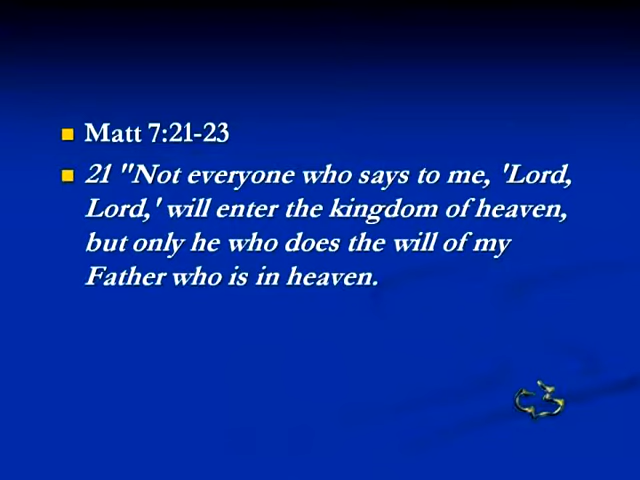 Matt 7:21-23
21 "Not everyone who says to me, 'Lord,
Lord,' will enter the kingdom of heaven,
but only he who does the will of my
Father who is in heaven.